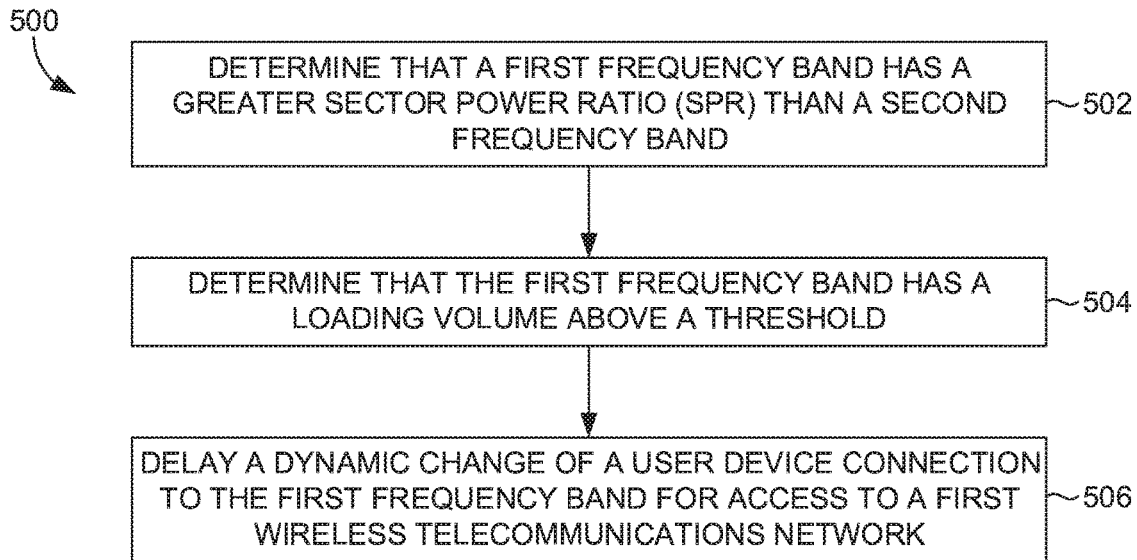 500
DETERMINE THAT A FIRST FREQUENCY BAND HAS A
GREATER SECTOR POWER RATIO (SPR) THAN A SECOND
FREQUENCY BAND
502
DETERMINE THAT THE FIRST FREQUENCY BAND HAS A
LOADING VOLUME ABOVE A THRESHOLD
504
DELAY A DYNAMIC CHANGE OF A USER DEVICE CONNECTION
TO THE FIRST FREQUENCY BAND FOR ACCESS TO A FIRST
WIRELESS TELECOMMUNICATIONS NETWORK
506